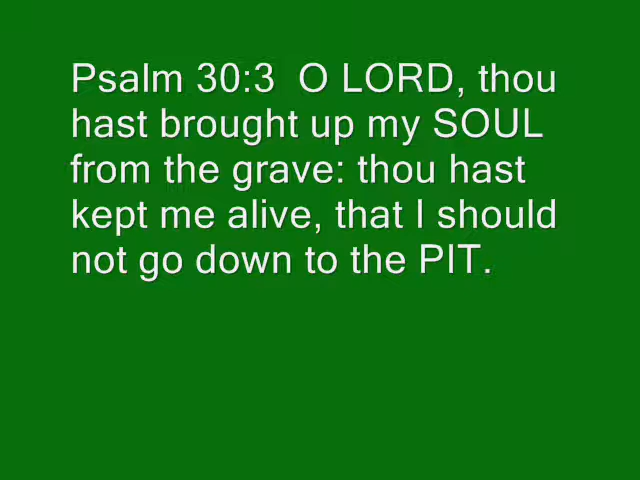 Psalm 30:3  O LORD, thou
hast brought up my SOUL
from the grave: thou hast
kept me alive, that I should
not go down to the PIT.